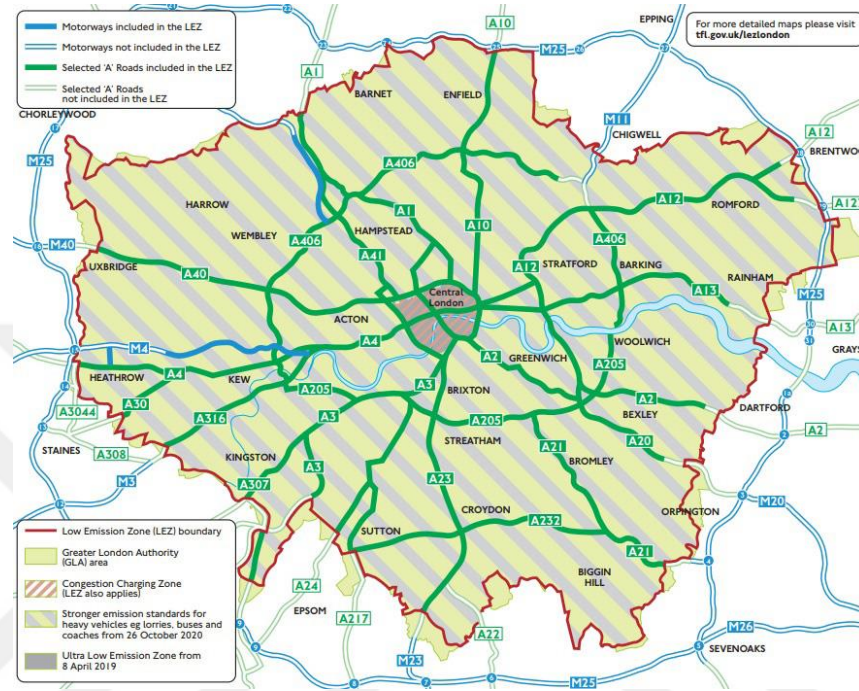 Motorways included in the LEZ
Motorways not included in the LEZ
Selected 'A' Roads included in the LEZ
Selected 'A' Roads
not included in the LEZ
For more detailed maps please visit
tfl.gov.uk/lezlondon
EPPING
A10
M25
A1
BARNET
ENFIELD
M11
CHIGWELL
A12
BRENTWOO
CHORLEYWOOD
M25
A406
HARROW
A1
A12
ROMFORD
A127
WEMBLEY
A406
HAMPSTEAD
A10
A406
M40
A41
STRATFORD
BARKING
UXBRIDGE
A40
A12
RAINHAM
Central
London
A13
M25
ACTON
A13
M4
A4
WOOLWICH
GRAYS
HEATHROW
A4
KEW
A2
GREENWICH
A205
A30
A205
A3
BRIXTON
A2
DARTFORD
A3044
A316
A3
A205
BEXLEY
A2
STAINES
A308
STREATHAM
A21
A20
M3
KINGSTON
A3
A23
BROMLEY
M20
A307
CROYDON
ORPINGTON
SUTTON
A232
A21
BIGGIN
HILL
A24
EPSOM
A217
A22
M26
SEVENOAKS
M23
M25
Low Emission Zone (LEZ) boundary
Greater London Authority
(GLA) area
Congestion Charging Zone
(LEZ also applies)
Stronger emission standards for
heavy vehicles eg lorries, buses and
coaches from 26 October 2020
Ultra Low Emission Zone from
8 April 2019